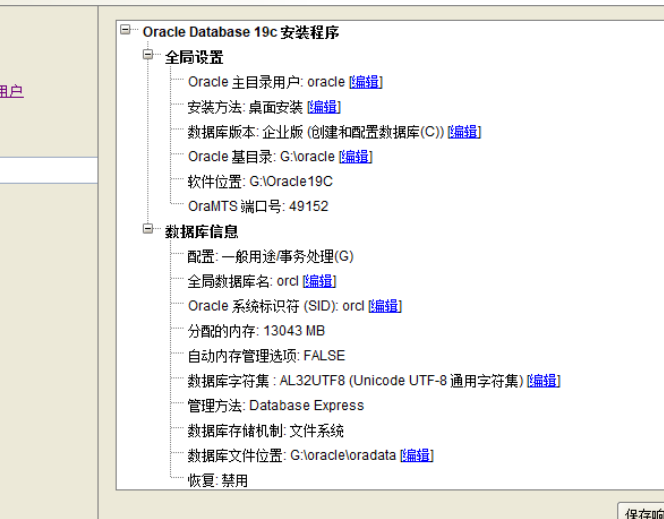 Oracle Database 19c 安装程序
全局设置
Oracle 主目录用户: oracle [编辑]
用户
安装方法: 桌面安装 [编辑]
数据库版本: 企业版 (创建和配置数据库(C)) [编辑]
Oracle 基目录: G:\oracle [编辑]
软件位置: G:\Oracle19C
OraMTS 端口号: 49152
数据库信息
配置: 一般用途/事务处理(G)
全局数据库名: orcl [编辑]
Oracle 系统标识符 (SID): orcl [编辑]
分配的内存: 13043 MB
自动内存管理选项: FALSE
数据库字符集 : AL32UTF8 (Unicode UTF-8 通用字符集) [编辑]
管理方法: Database Express
数据库存储机制: 文件系统
数据库文件位置: G:\oracle\oradata [编辑]
恢复: 禁用
保存响